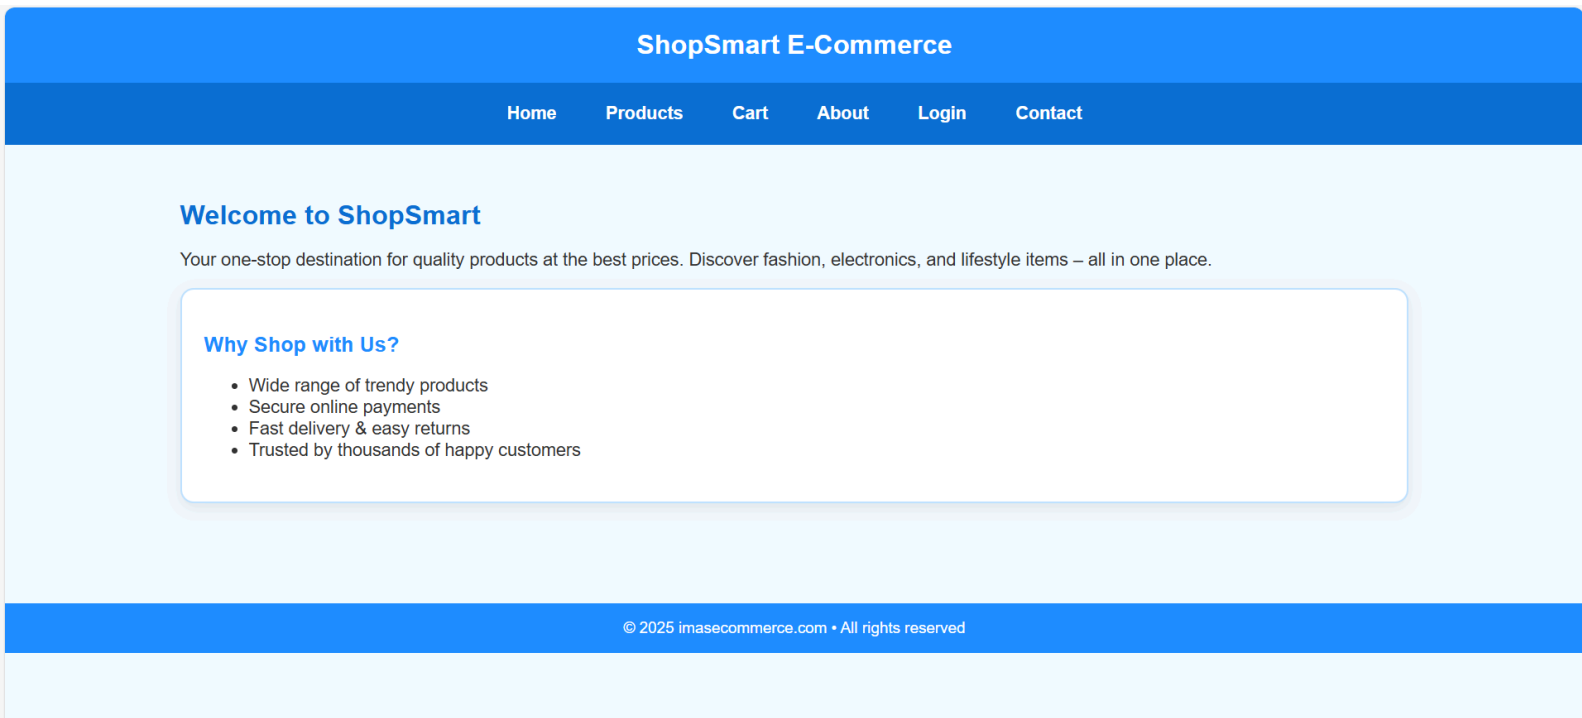 ShopSmart E-Commerce
Home Products Cart About Login Contact
Welcome to ShopSmart
Your one-stop destination for quality products at the best prices. Discover fashion, electronics, and lifestyle items – all in one place.
Why Shop with Us?
• Wide range of trendy products
• Secure online payments
• Fast delivery & easy returns
• Trusted by thousands of happy customers
© 2025 imasecommerce.com • All rights reserved